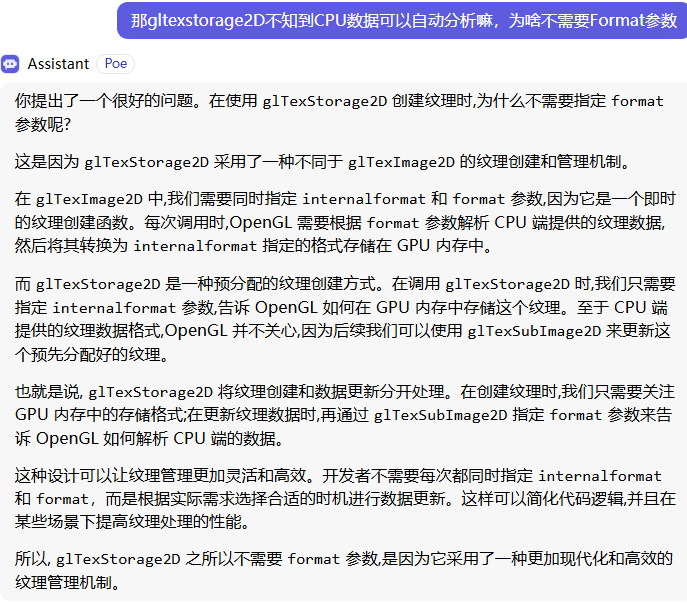 那gltexstorage2D不知到CPU数据可以自动分析嘛，为啥不需要Format参数
Assistant Poe
你提出了一个很好的问题。在使用 glTexStorage2D 创建纹理时,为什么不需要指定 format
参数呢?
这是因为 glTexStorage2D 采用了一种不同于 glTexImage2D 的纹理创建和管理机制。
在 glTexImage2D 中,我们需要同时指定 internalformat 和 format 参数,因为它是一个即时
的纹理创建函数。每次调用时,OpenGL 需要根据 format 参数解析 CPU 端提供的纹理数据,
然后将其转换为 internalformat 指定的格式存储在 GPU 内存中。
而 glTexStorage2D 是一种预分配的纹理创建方式。在调用 glTexStorage2D 时,我们只需要
指定 internalformat 参数,告诉 OpenGL 如何在 GPU 内存中存储这个纹理。至于 CPU 端
提供的纹理数据格式,OpenGL 并不关心,因为后续我们可以使用 glTexSubImage2D 来更新这
个预先分配好的纹理。
也就是说, glTexStorage2D 将纹理创建和数据更新分开处理。在创建纹理时,我们只需要关注
GPU 内存中的存储格式;在更新纹理数据时,再通过 glTexSubImage2D 指定 format 参数来告
诉 OpenGL 如何解析 CPU 端的数据。
这种设计可以让纹理管理更加灵活和高效。开发者不需要每次都同时指定 internalformat
和 format，而是根据实际需求选择合适的时机进行数据更新。这样可以简化代码逻辑,并且在
某些场景下提高纹理处理的性能。
所以, glTexStorage2D 之所以不需要 format 参数,是因为它采用了一种更加现代化和高效的
纹理管理机制。